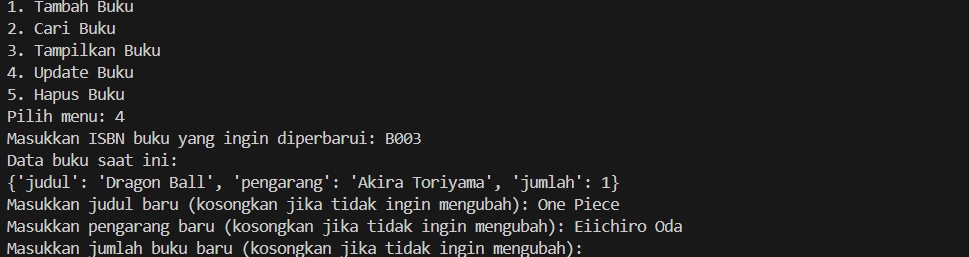 1. Tambah Buku
2. Cari Buku
3. Tampilkan Buku
4. Update Buku
5. Hapus Buku
Pilih menu: 4
Masukkan ISBN buku yang ingin diperbarui: B003
Data buku saat ini:
{'judul': 'Dragon Ball', 'pengarang': 'Akira Toriyama', 'jumlah': 1}
Masukkan judul baru (kosongkan jika tidak ingin mengubah): One Piece
Masukkan pengarang baru (kosongkan jika tidak ingin mengubah): Eiichiro Oda
Masukkan jumlah buku baru (kosongkan jika tidak ingin mengubah):